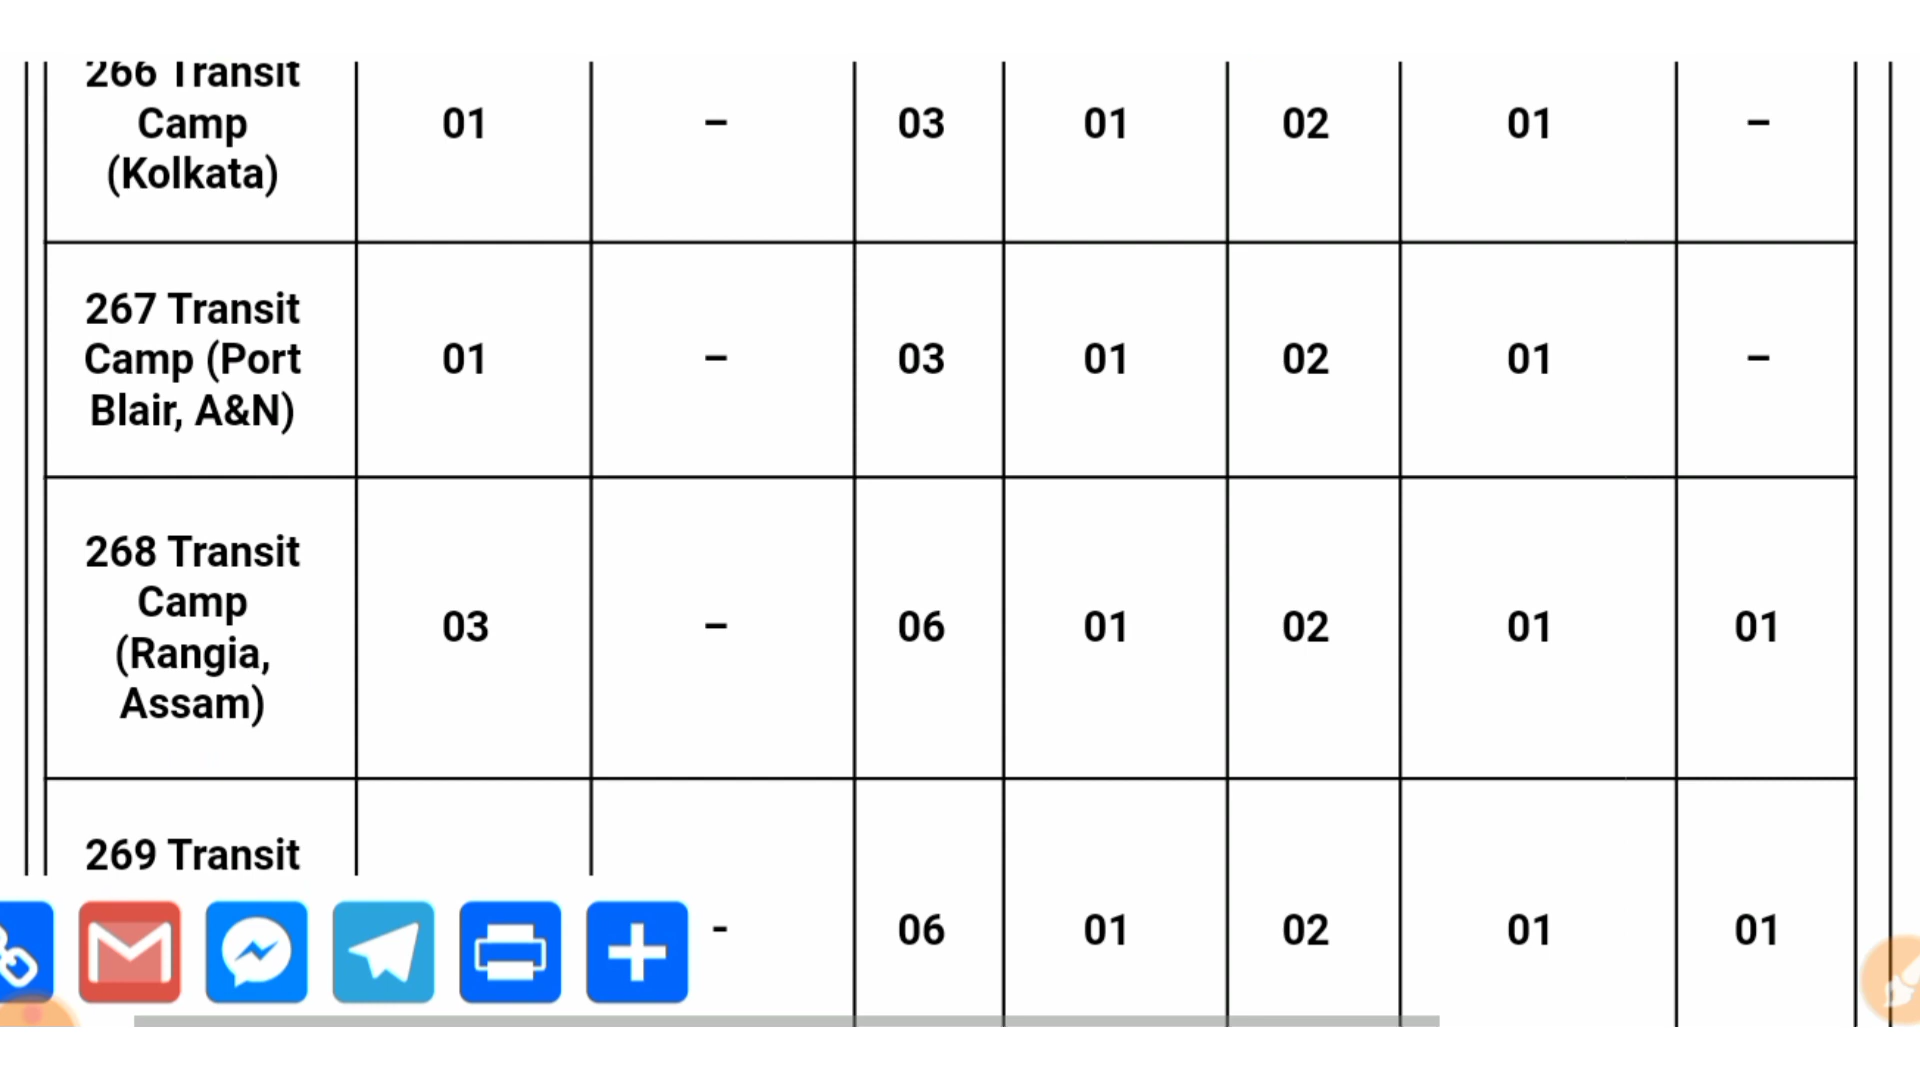 266 Transit
Camp
(Kolkata)
01 – 03 01 02 01 –
267 Transit
Camp (Port
Blair, A&N)
01 – 03 01 02 01 –
268 Transit
Camp
(Rangia,
Assam)
03 – 06 01 02 01 01
269 Transit
- 06 01 02 01 01